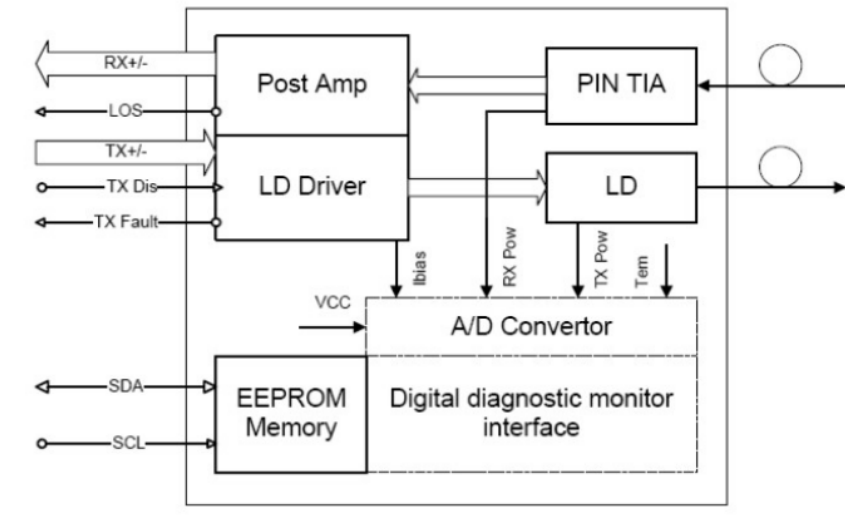 RX+/-
Post Amp
PIN TIA
LOS
TX+/-
TX Dis
LD Driver
LD
TX Fault
Ibias
RX Pow
TX Pow
Tem
VCC
A/D Convertor
SDA
EEPROM
Memory
Digital diagnostic monitor
interface
SCL